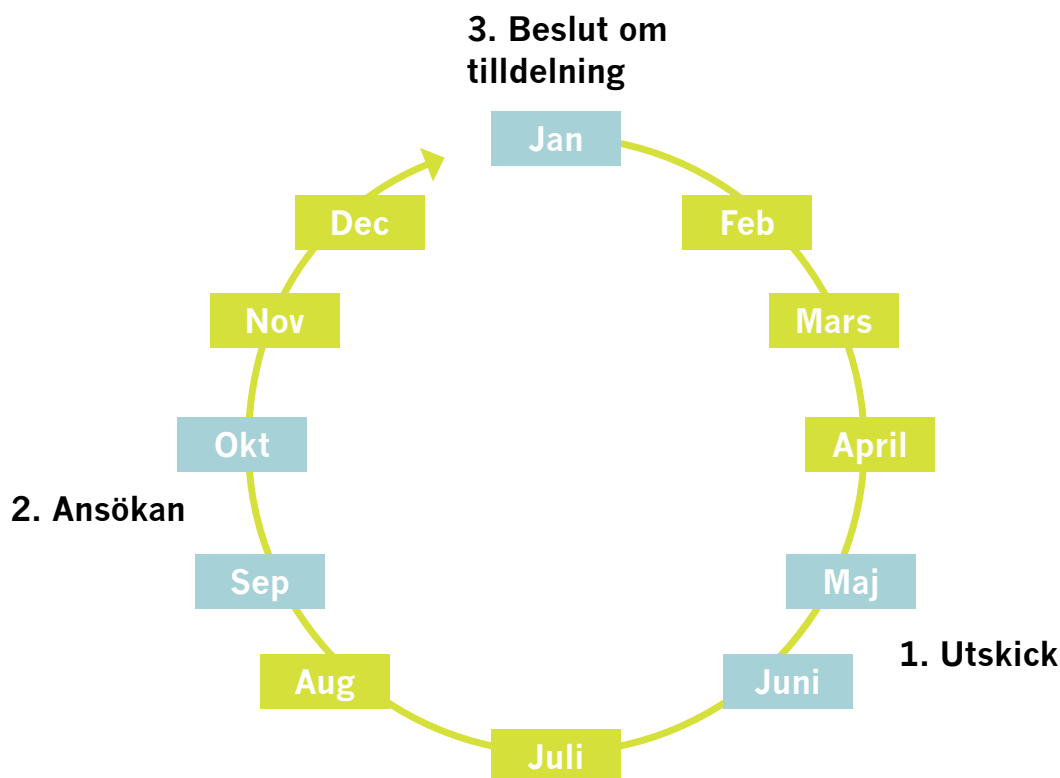 3. Beslut om
tilldelning
Jan
Feb
Mars
April
Maj
1. Utskick
Juni
Juli
Aug
Sep
2. Ansökan
Okt
Nov
Dec